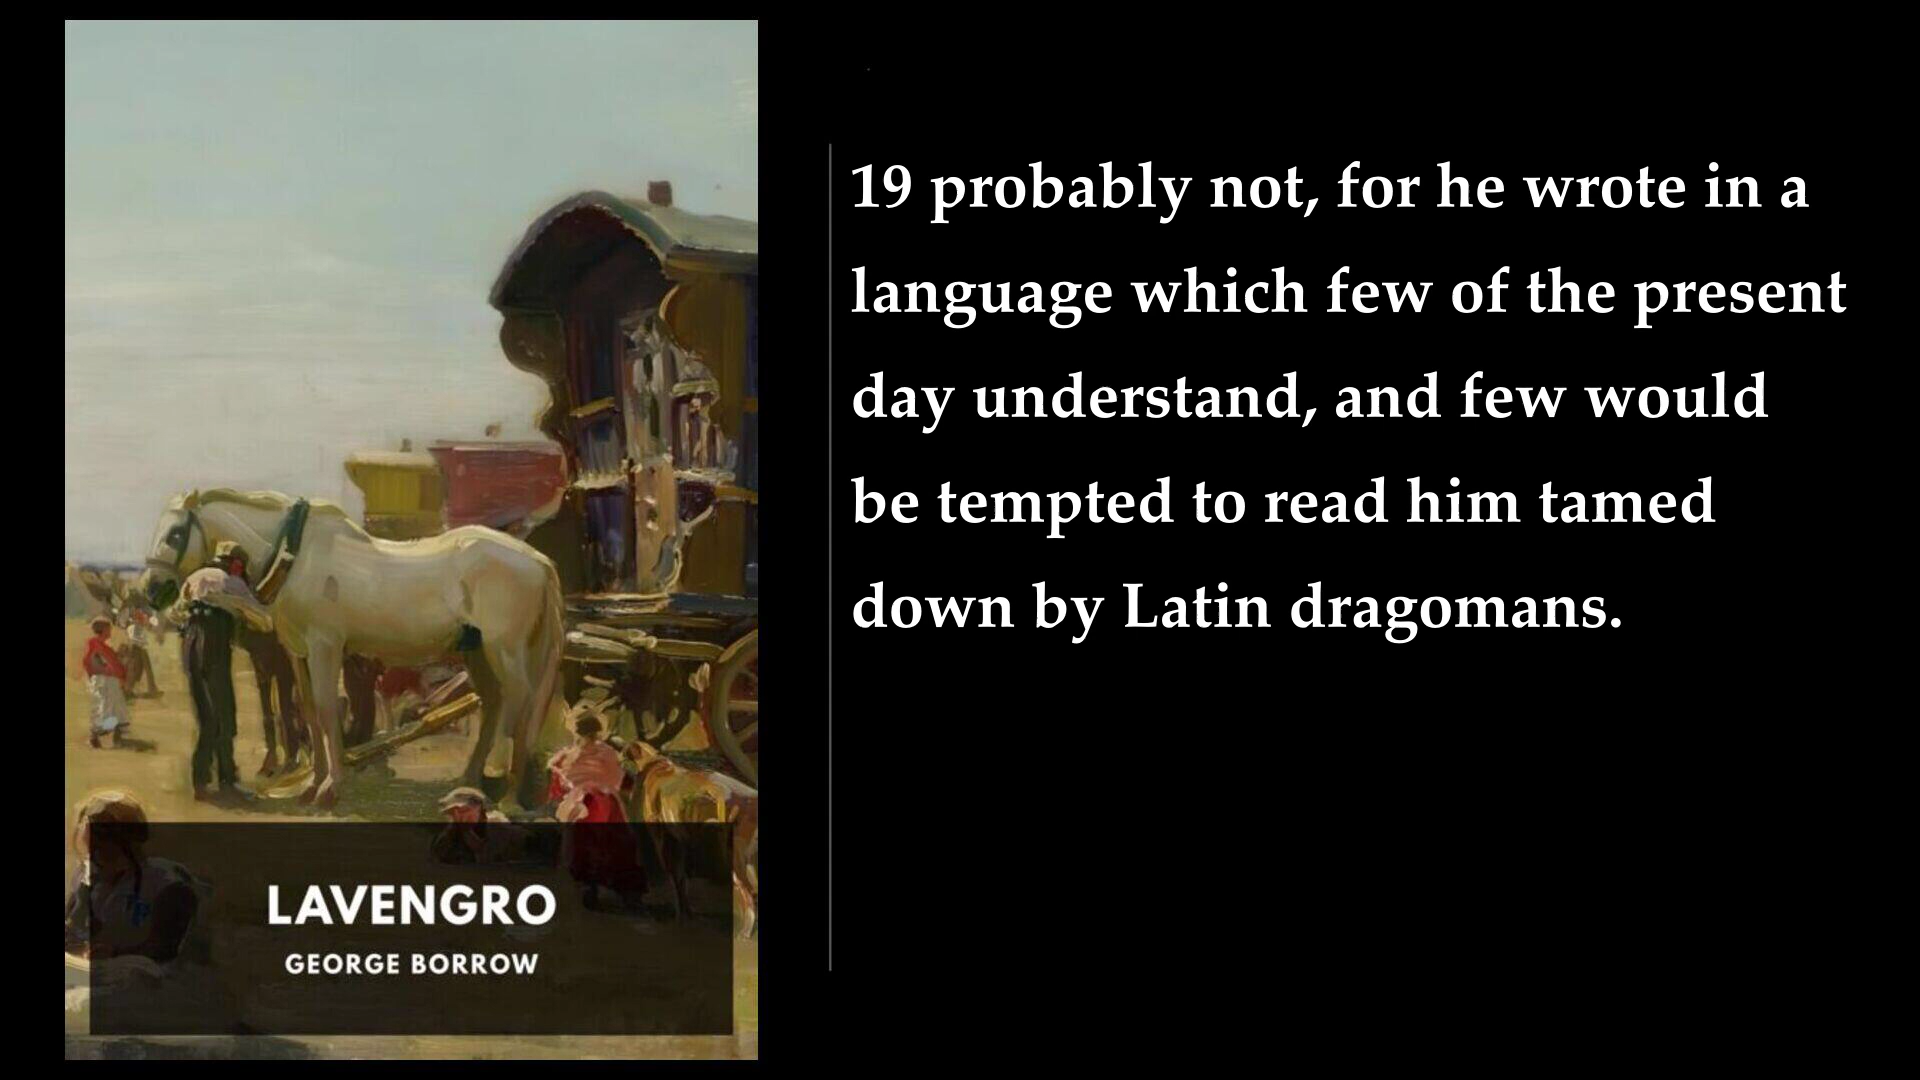 19 probably not, for he wrote in a
language which few of the present
day understand, and few would
be tempted to read him tamed
down by Latin dragomans.
LAVENGRO
GEORGE BORROW